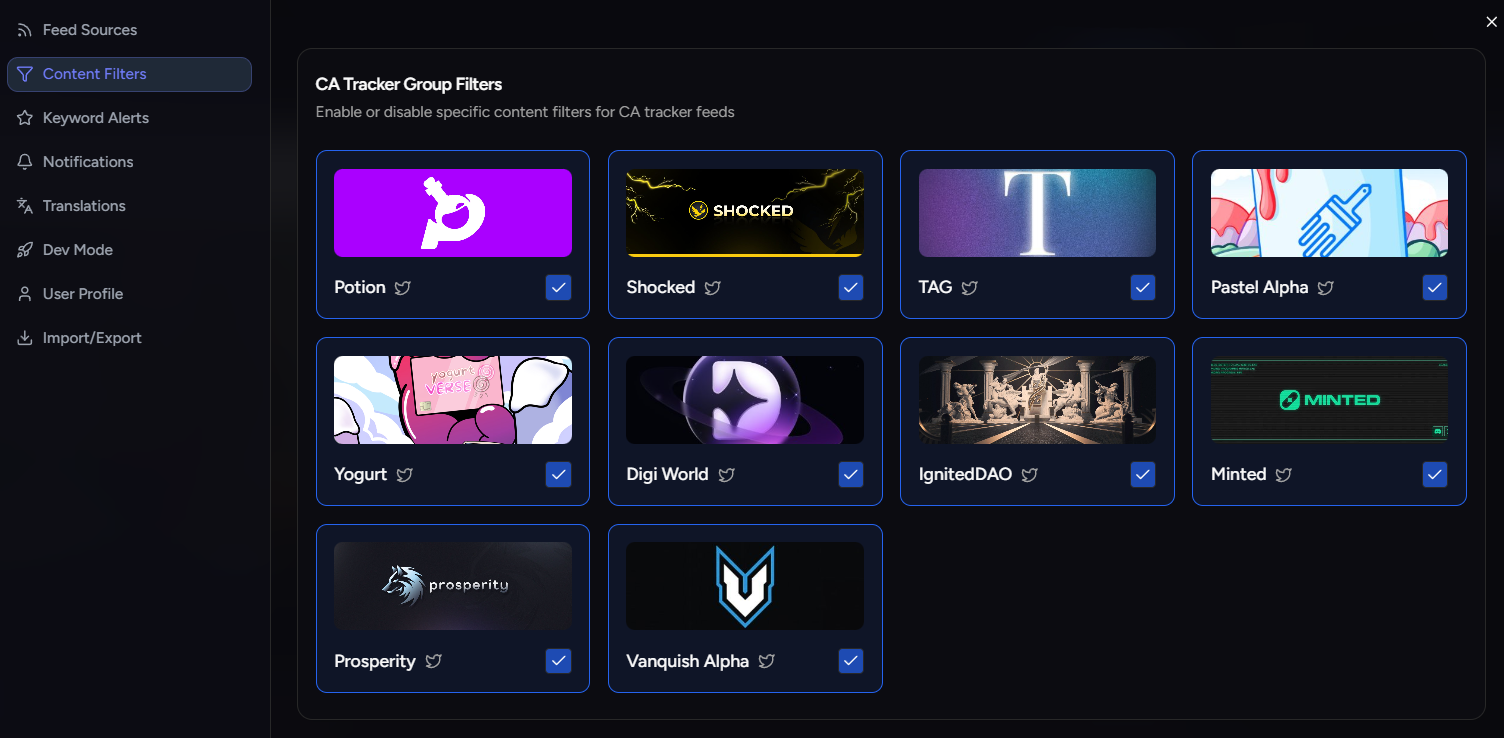 Feed Sources
Content Filters
Keyword Alerts
Notifications
Translations
Dev Mode
User Profile
Import/Export
CA Tracker Group Filters
Enable or disable specific content filters for CA tracker feeds
Potion
SHOCKED
Shocked
T
TAG
Pastel Alpha
yogurt
VERSE
Yogurt
Digi World
IgnitedDAO
MINTED
Minted
prosperity
Prosperity
Vanquish Alpha